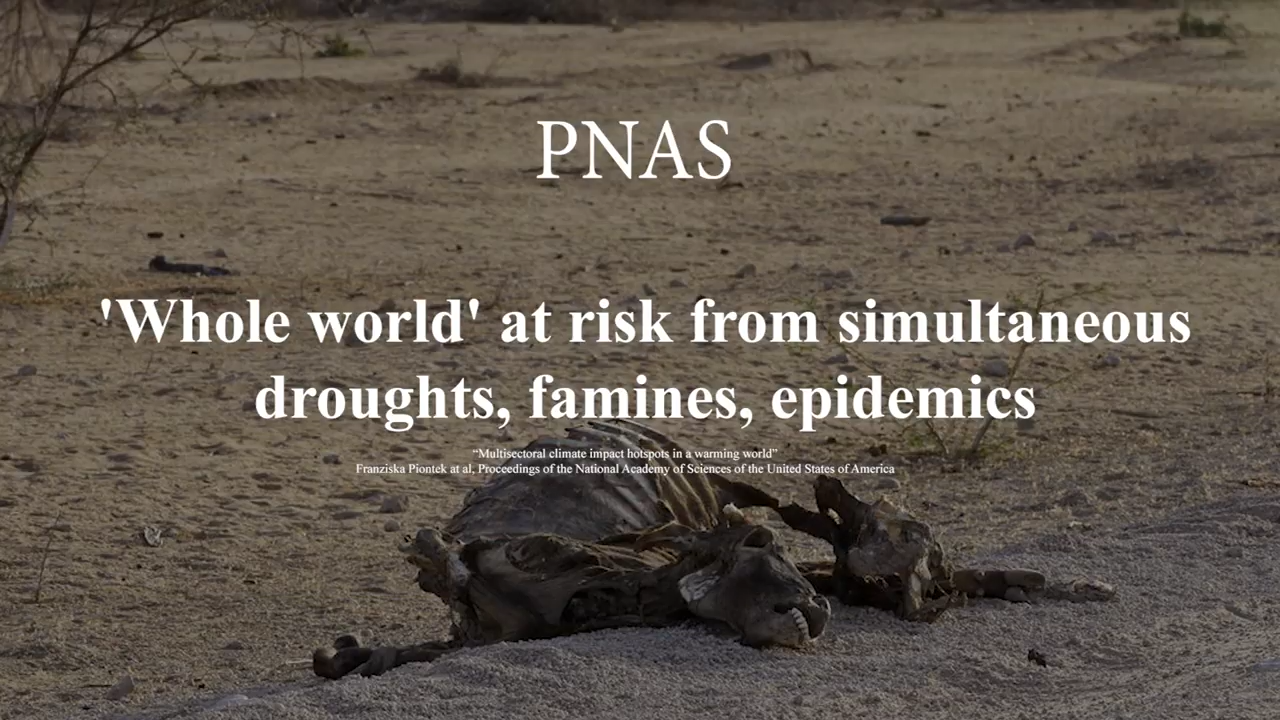 PNAS
'Whole world' at risk from simultaneous
droughts, famines, epidemics
“Multisectoral climate impact hotspots in a warming world”
Franziska Piontek at al, Proceedings of the National Academy of Sciences of the United States of America